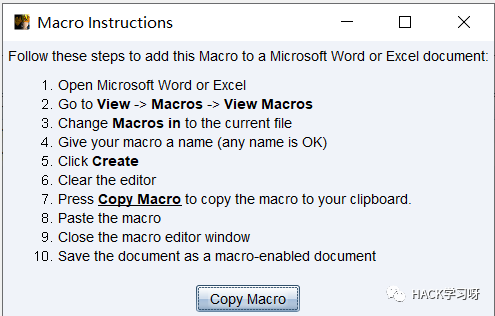 Macro Instructions
Follow these steps to add this Macro to a Microsoft Word or Excel document:
1. Open Microsoft Word or Excel
2. Go to View -> Macros -> View Macros
3. Change Macros in to the current file
4. Give your macro a name (any name is OK)
5. Click Create
6. Clear the editor
7. Press Copy Macro to copy the macro to your clipboard.
8. Paste the macro
9. Close the macro editor window
10. Save the document as a macro-enabled document
Copy Macro
HACK学习呀